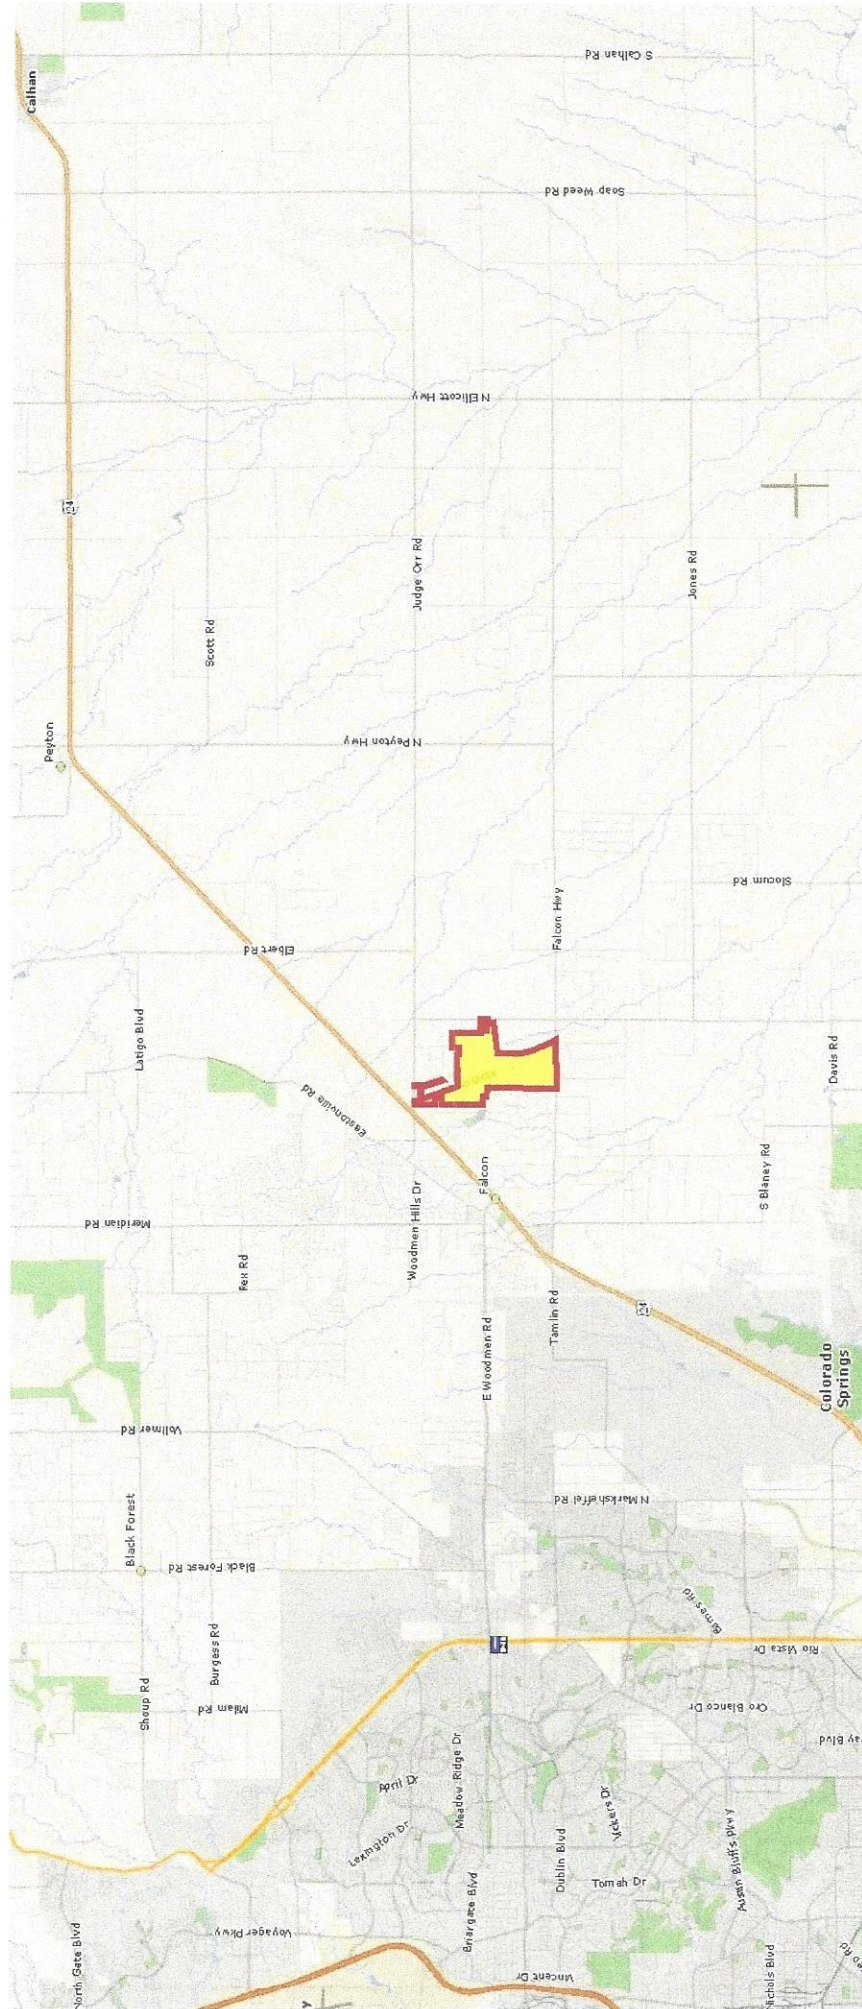 S Calhan Rd
Calhan
Soap Weed Rd
N Ellicott Hwy
24
Judge Orr Rd
Jones Rd
Scott Rd
Peyton
N Peyton Hwy
Slocum Rd
Falcon Hwy
Elbert Rd
Latigo Blvd
Davis Rd
Eastonville Rd
Falcon
S Blaney Rd
Woodmen Hills Dr
Meridian Rd
Rex Rd
Tamlin Rd
24
E Woodmen Rd
Colorado
Springs
Vollmer Rd
N Marksheffel Rd
Black Forest
Black Forest Rd
Barnes Rd
Burgess Rd
Rio Vista Dr
Shoup Rd
Milam Rd
Oro Blanco Dr
ay Blvd
April Dr
Meadow Ridge Dr
Vickers Dr
Lexington Dr
Dublin Blvd
Austin Bluffs Pkwy
Tomah Dr
Briargate Blvd
Voyager Pkwy
North Gate Blvd
Vincent Dr
Nichols Blvd